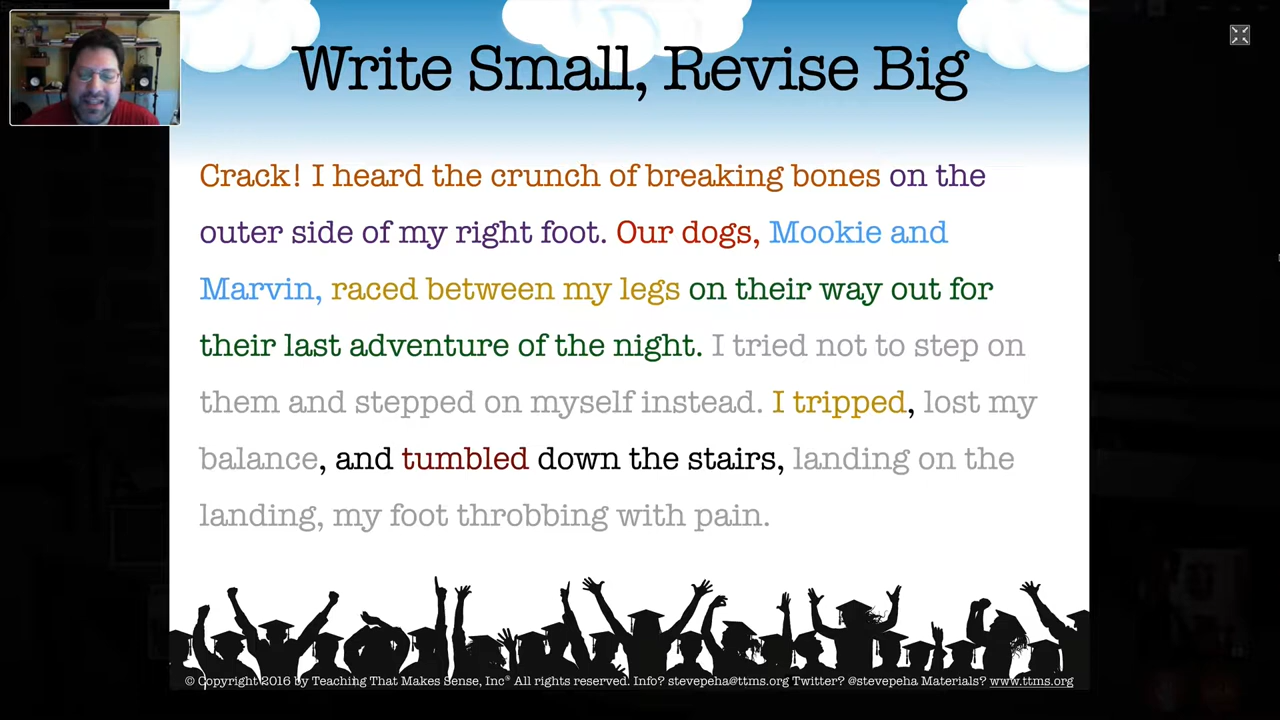 Write Small, Revise Big
Crack! I heard the crunch of breaking bones on the
outer side of my right foot. Our dogs, Mookie and
Marvin, raced between my legs on their way out for
their last adventure of the night. I tried not to step on
them and stepped on myself instead. I tripped, lost my
balance, and tumbled down the stairs, landing on the
landing, my foot throbbing with pain.
© Copyright 2016 by Teaching That Makes Sense, Inc® All rights reserved. Info? stevepeha@ttms.org Twitter? @stevepeha Materials? www.ttms.org